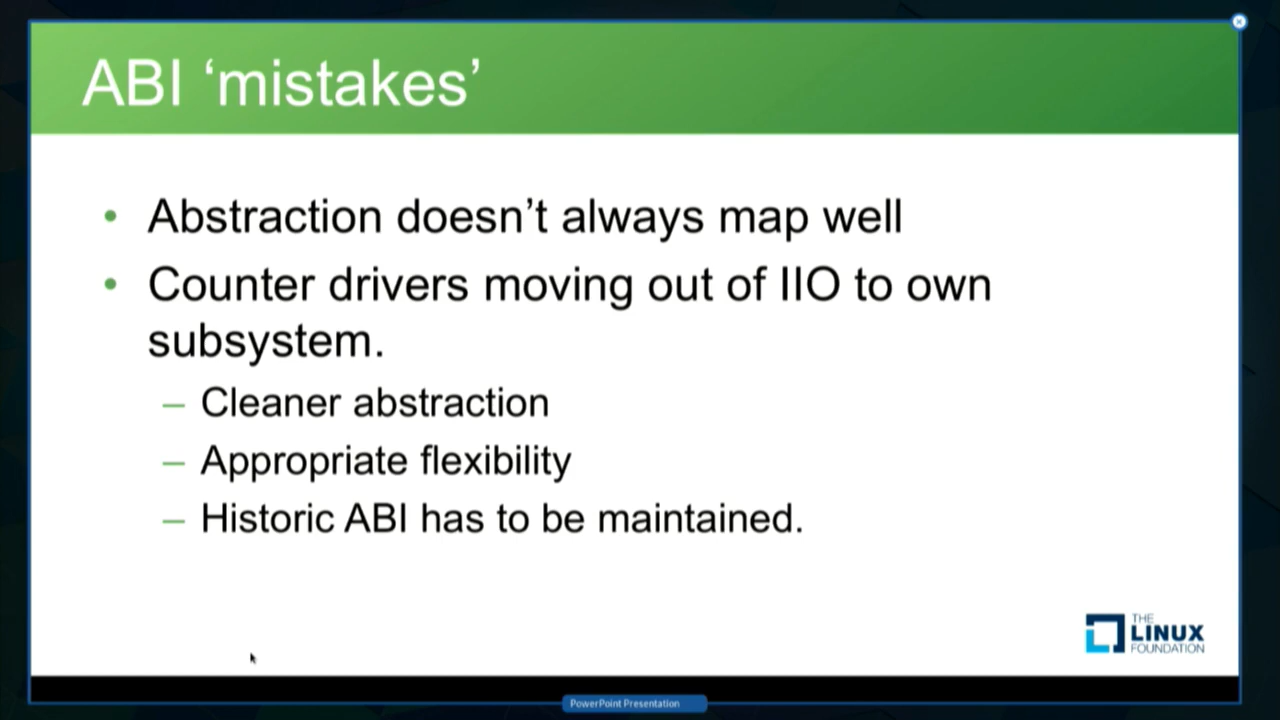 ABI ‘mistakes’
• Abstraction doesn’t always map well
• Counter drivers moving out of IIO to own
subsystem.
– Cleaner abstraction
– Appropriate flexibility
– Historic ABI has to be maintained.
THE
LINUX
FOUNDATION
PowerPoint Presentation